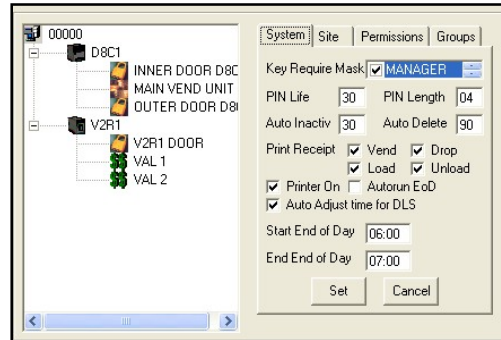 00000
D8C1
INNER DOOR D8C
MAIN VEND UNIT
OUTER DOOR D8
V2R1
V2R1 DOOR
VAL 1
VAL 2
System Site Permissions Groups
Key Require Mask MANAGER
PIN Life 30 PIN Length 04
Auto Inactiv 30 Auto Delete 90
Print Receipt Vend Drop
Load Unload
Printer On Autorun EoD
Auto Adjust time for DLS
Start End of Day 06:00
End End of Day 07:00
Set Cancel